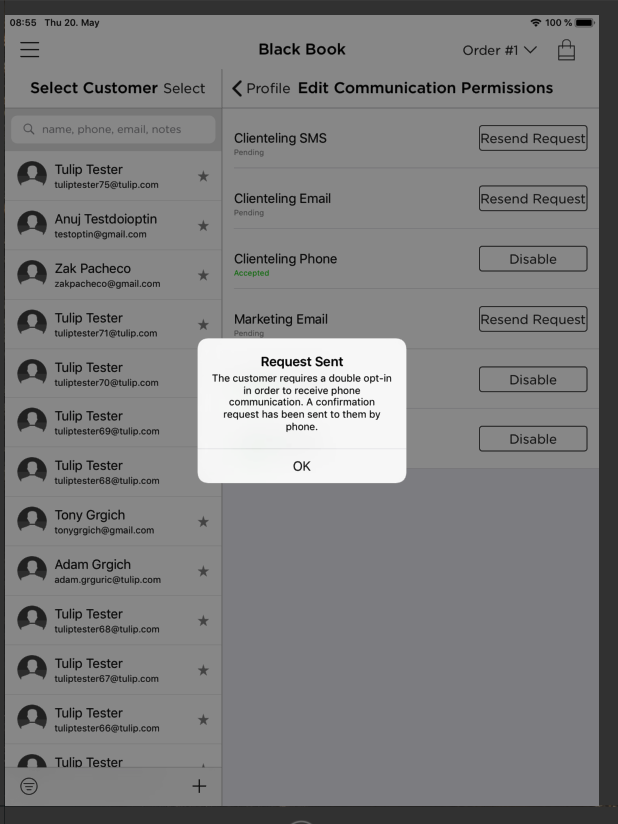 08:55 Thu 20. May
100 %
Black Book
Order #1
Select Customer Select
Profile Edit Communication Permissions
name, phone, email, notes
Tulip Tester
tuliptester75@tulip.com
Anuj Testdoioptin
testoptin@gmail.com
Zak Pacheco
zakpacheco@gmail.com
Tulip Tester
tuliptester71@tulip.com
Tulip Tester
tuliptester70@tulip.com
Tulip Tester
tuliptester69@tulip.com
Tulip Tester
tuliptester68@tulip.com
Tony Grgich
tonygrgich@gmail.com
Adam Grgich
adam.grguric@tulip.com
Tulip Tester
tuliptester68@tulip.com
Tulip Tester
tuliptester67@tulip.com
Tulip Tester
tuliptester66@tulip.com
Tulip Tester
Clienteling SMS
Pending
Resend Request
Clienteling Email
Pending
Resend Request
Clienteling Phone
Accepted
Disable
Marketing Email
Pending
Resend Request
Disable
Disable
Request Sent
The customer requires a double opt-in
in order to receive phone
communication. A confirmation
request has been sent to them by
phone.
OK